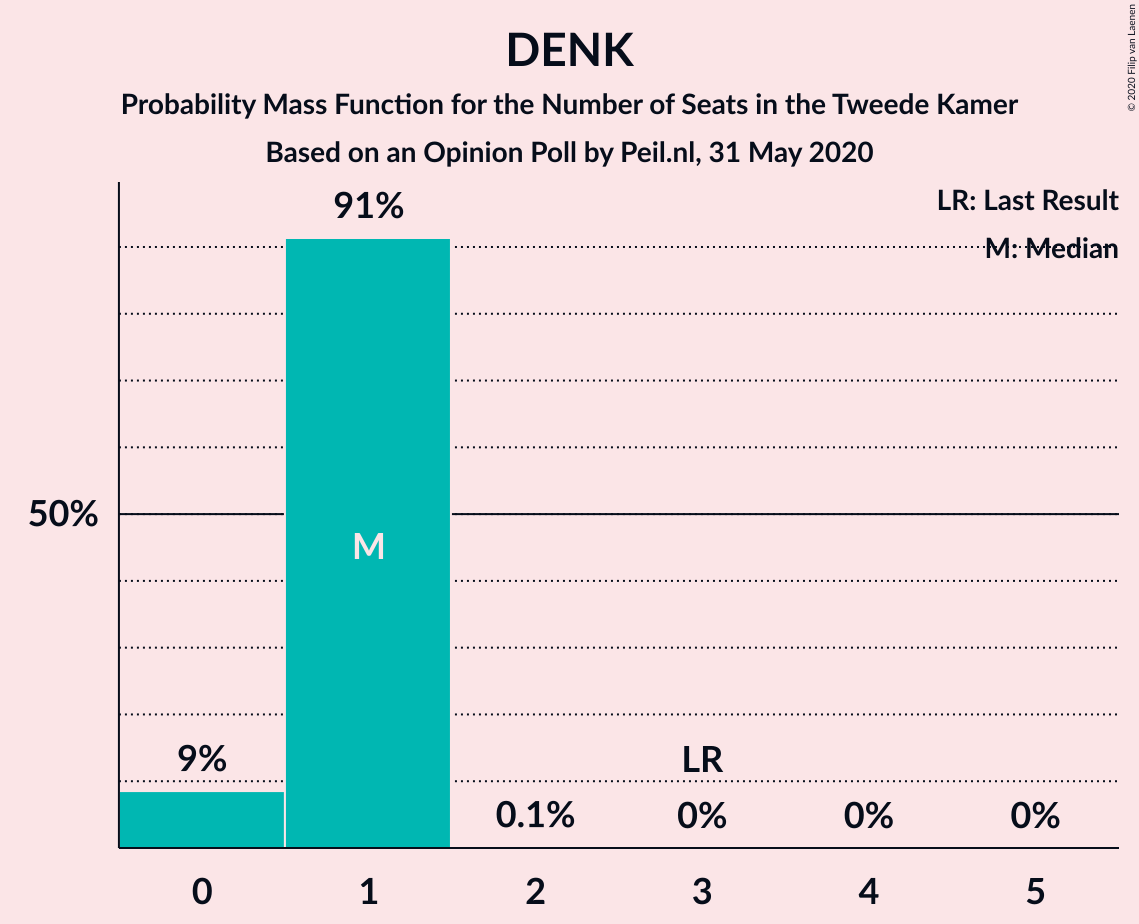 DENK
Probability Mass Function for the Number of Seats in the Tweede Kamer
Based on an Opinion Poll by Peil.nl, 31 May 2020
© 2020 Filip van Laenen
LR: Last Result
M: Median
91%
50%
M
9%
LR
0.1%
0%
0%
0%
0 1 2 3 4 5